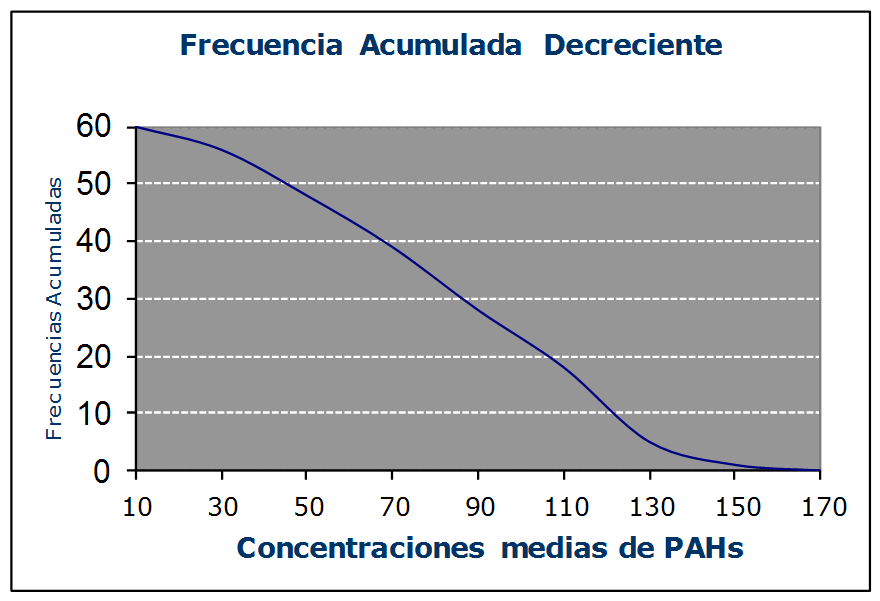 Frecuencia Acumulada Decreciente
Frecuencias Acumuladas
60
50
40
30
20
10
0
10 30 50 70 90 110 130 150 170
Concentraciones medias de PAHs